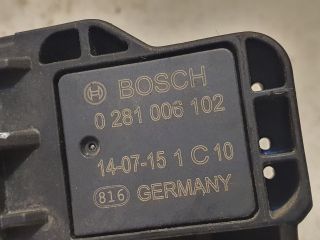 BOSCH
0 281 006 102
14-07-15 1 C 10
816 GERMANY